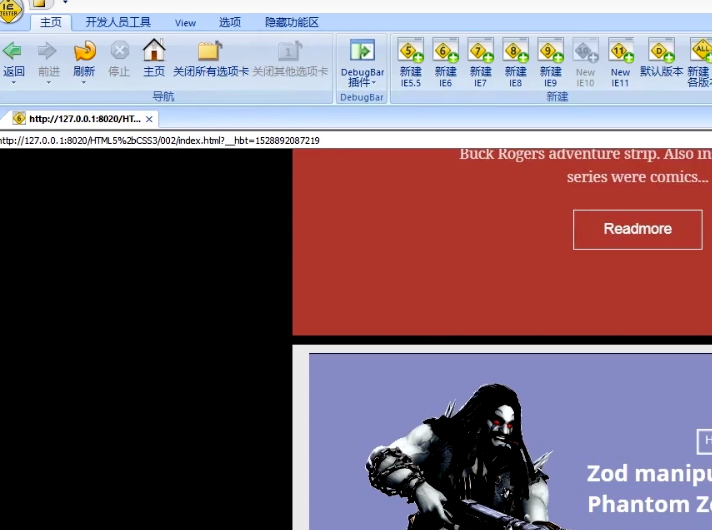 主页 开发人员工具 View 选项 隐藏功能区
返回 前进 刷新 停止 主页 关闭所有选项卡 关闭其他选项卡
DebugBar
插件
新建
IE5.5
新建
IE6
新建
IE7
新建
IE8
新建
IE9
New
IE10
New
IE11
默认版本
新建
各版本
导航 DebugBar 新建
http://127.0.0.1:8020/HT...
http://127.0.0.1:8020/HTML5%2bCSS3/002/index.html?__hbt=1528892087219
Buck Rogers adventure strip. Also in
series were comics...
Readmore
H
Zod manipu
Phantom Zo